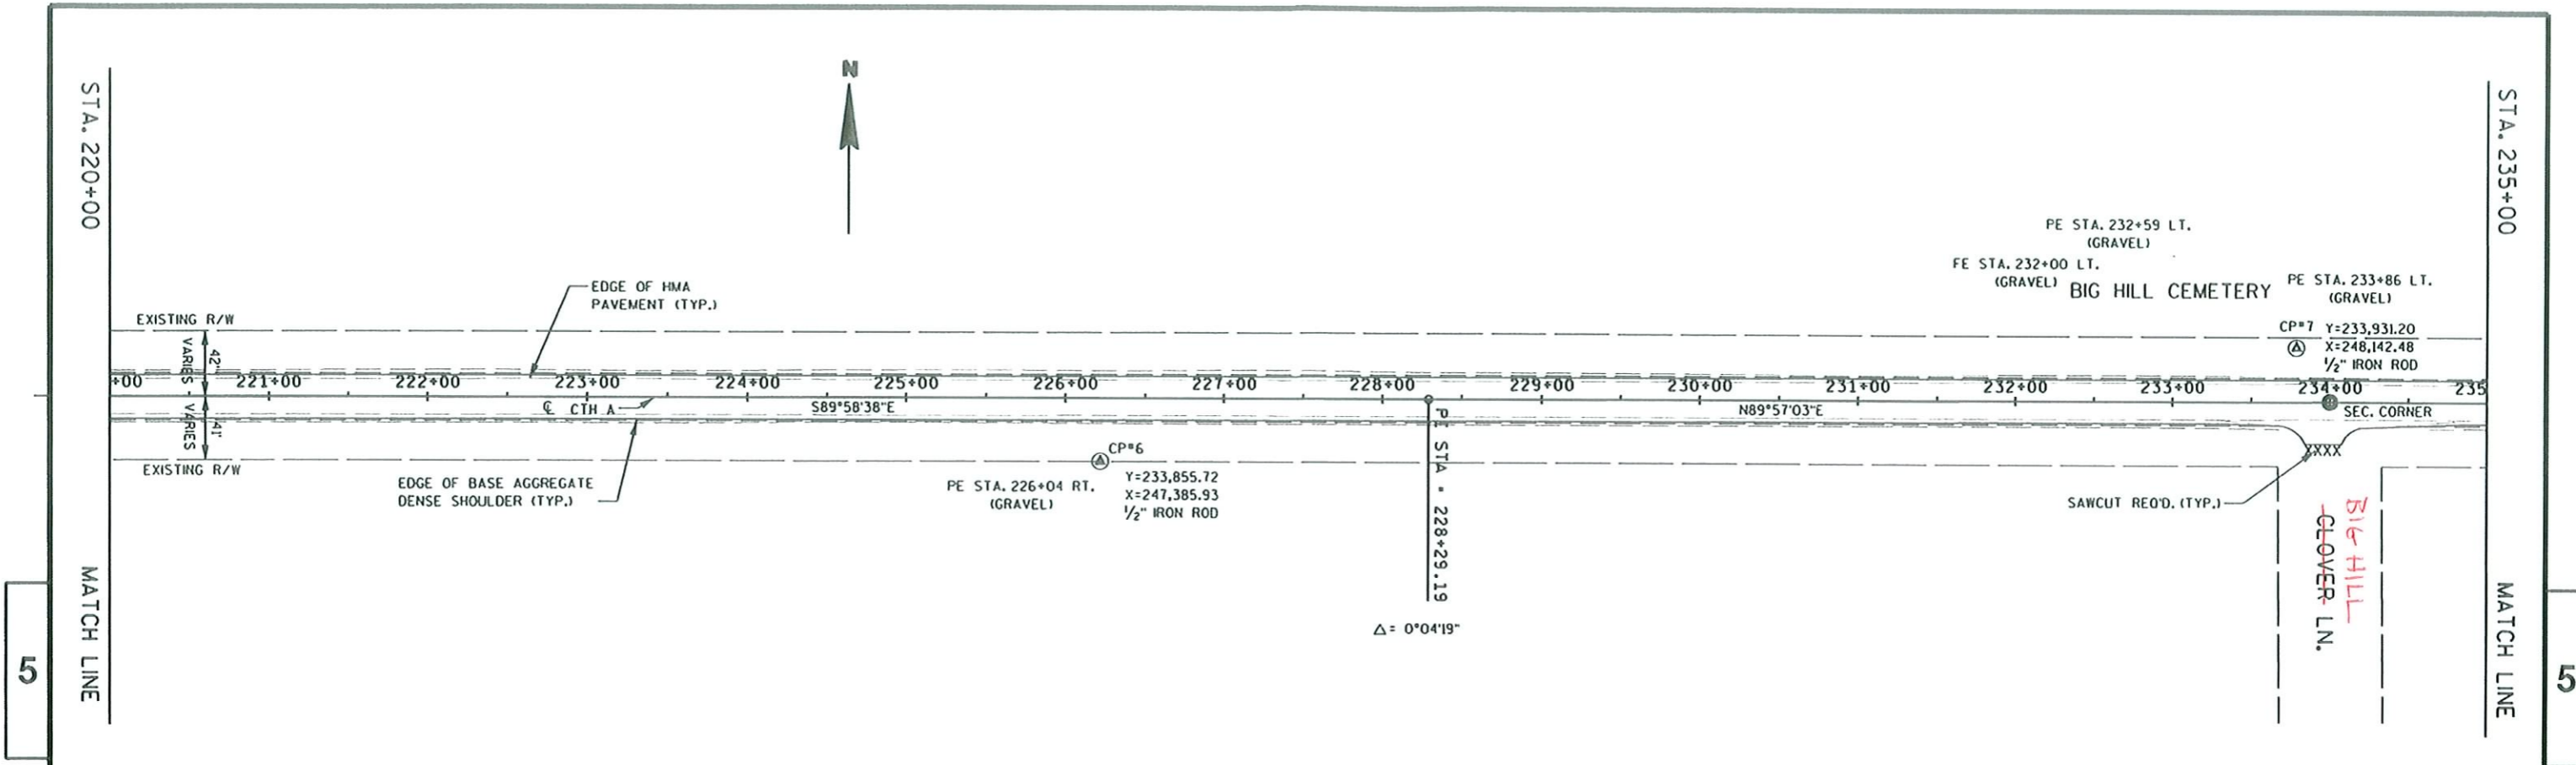 N
STA. 220+00
STA. 235+00
PE STA. 232+59 LT.
(GRAVEL)
FE STA. 232+00 LT.
(GRAVEL)
BIG HILL CEMETERY
PE STA. 233+86 LT.
(GRAVEL)
EDGE OF HMA
PAVEMENT (TYP.)
EXISTING R/W
CP#7 Y=233,931.20
X=248,142.48
1/2" IRON ROD
42'
VARIES
+00 221+00 222+00 223+00 224+00 225+00 226+00 227+00 228+00 229+00 230+00 231+00 232+00 233+00 234+00 235
℄ CTH A
S89°58'38"E
N89°57'03"E
SEC. CORNER
41'
VARIES
EXISTING R/W
CP#6
Y=233,855.72
X=247,385.93
1/2" IRON ROD
PE STA. 226+04 RT.
(GRAVEL)
EDGE OF BASE AGGREGATE
DENSE SHOULDER (TYP.)
PI STA = 228+29.19
Δ= 0°04'19"
XXXX
SAWCUT REQ'D. (TYP.)
BIG HILL
CLOVER LN.
MATCH LINE
MATCH LINE
5
5